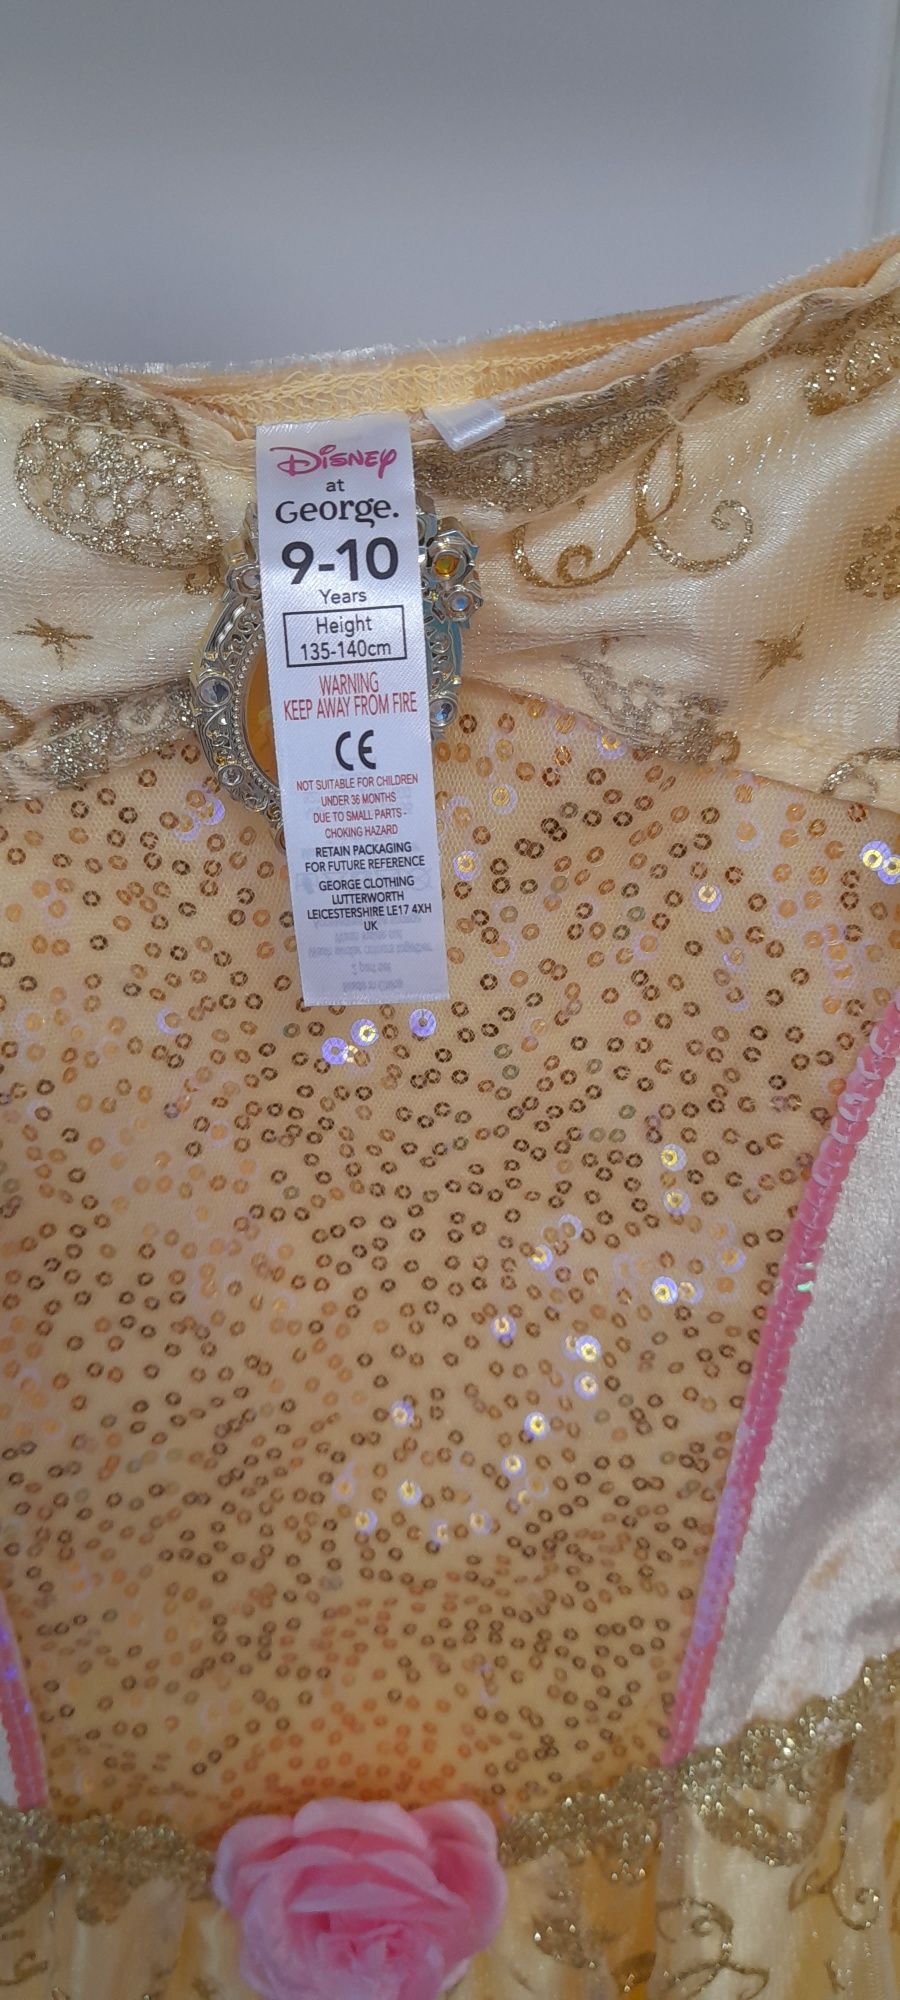 Disney
at
George.
9-10
Years
Height
135-140cm
WARNING
KEEP AWAY FROM FIRE
CE
NOT SUITABLE FOR CHILDREN
UNDER 36 MONTHS
DUE TO SMALL PARTS -
CHOKING HAZARD
RETAIN PACKAGING
FOR FUTURE REFERENCE
GEORGE CLOTHING
LUTTERWORTH
LEICESTERSHIRE LE17 4XH
UK